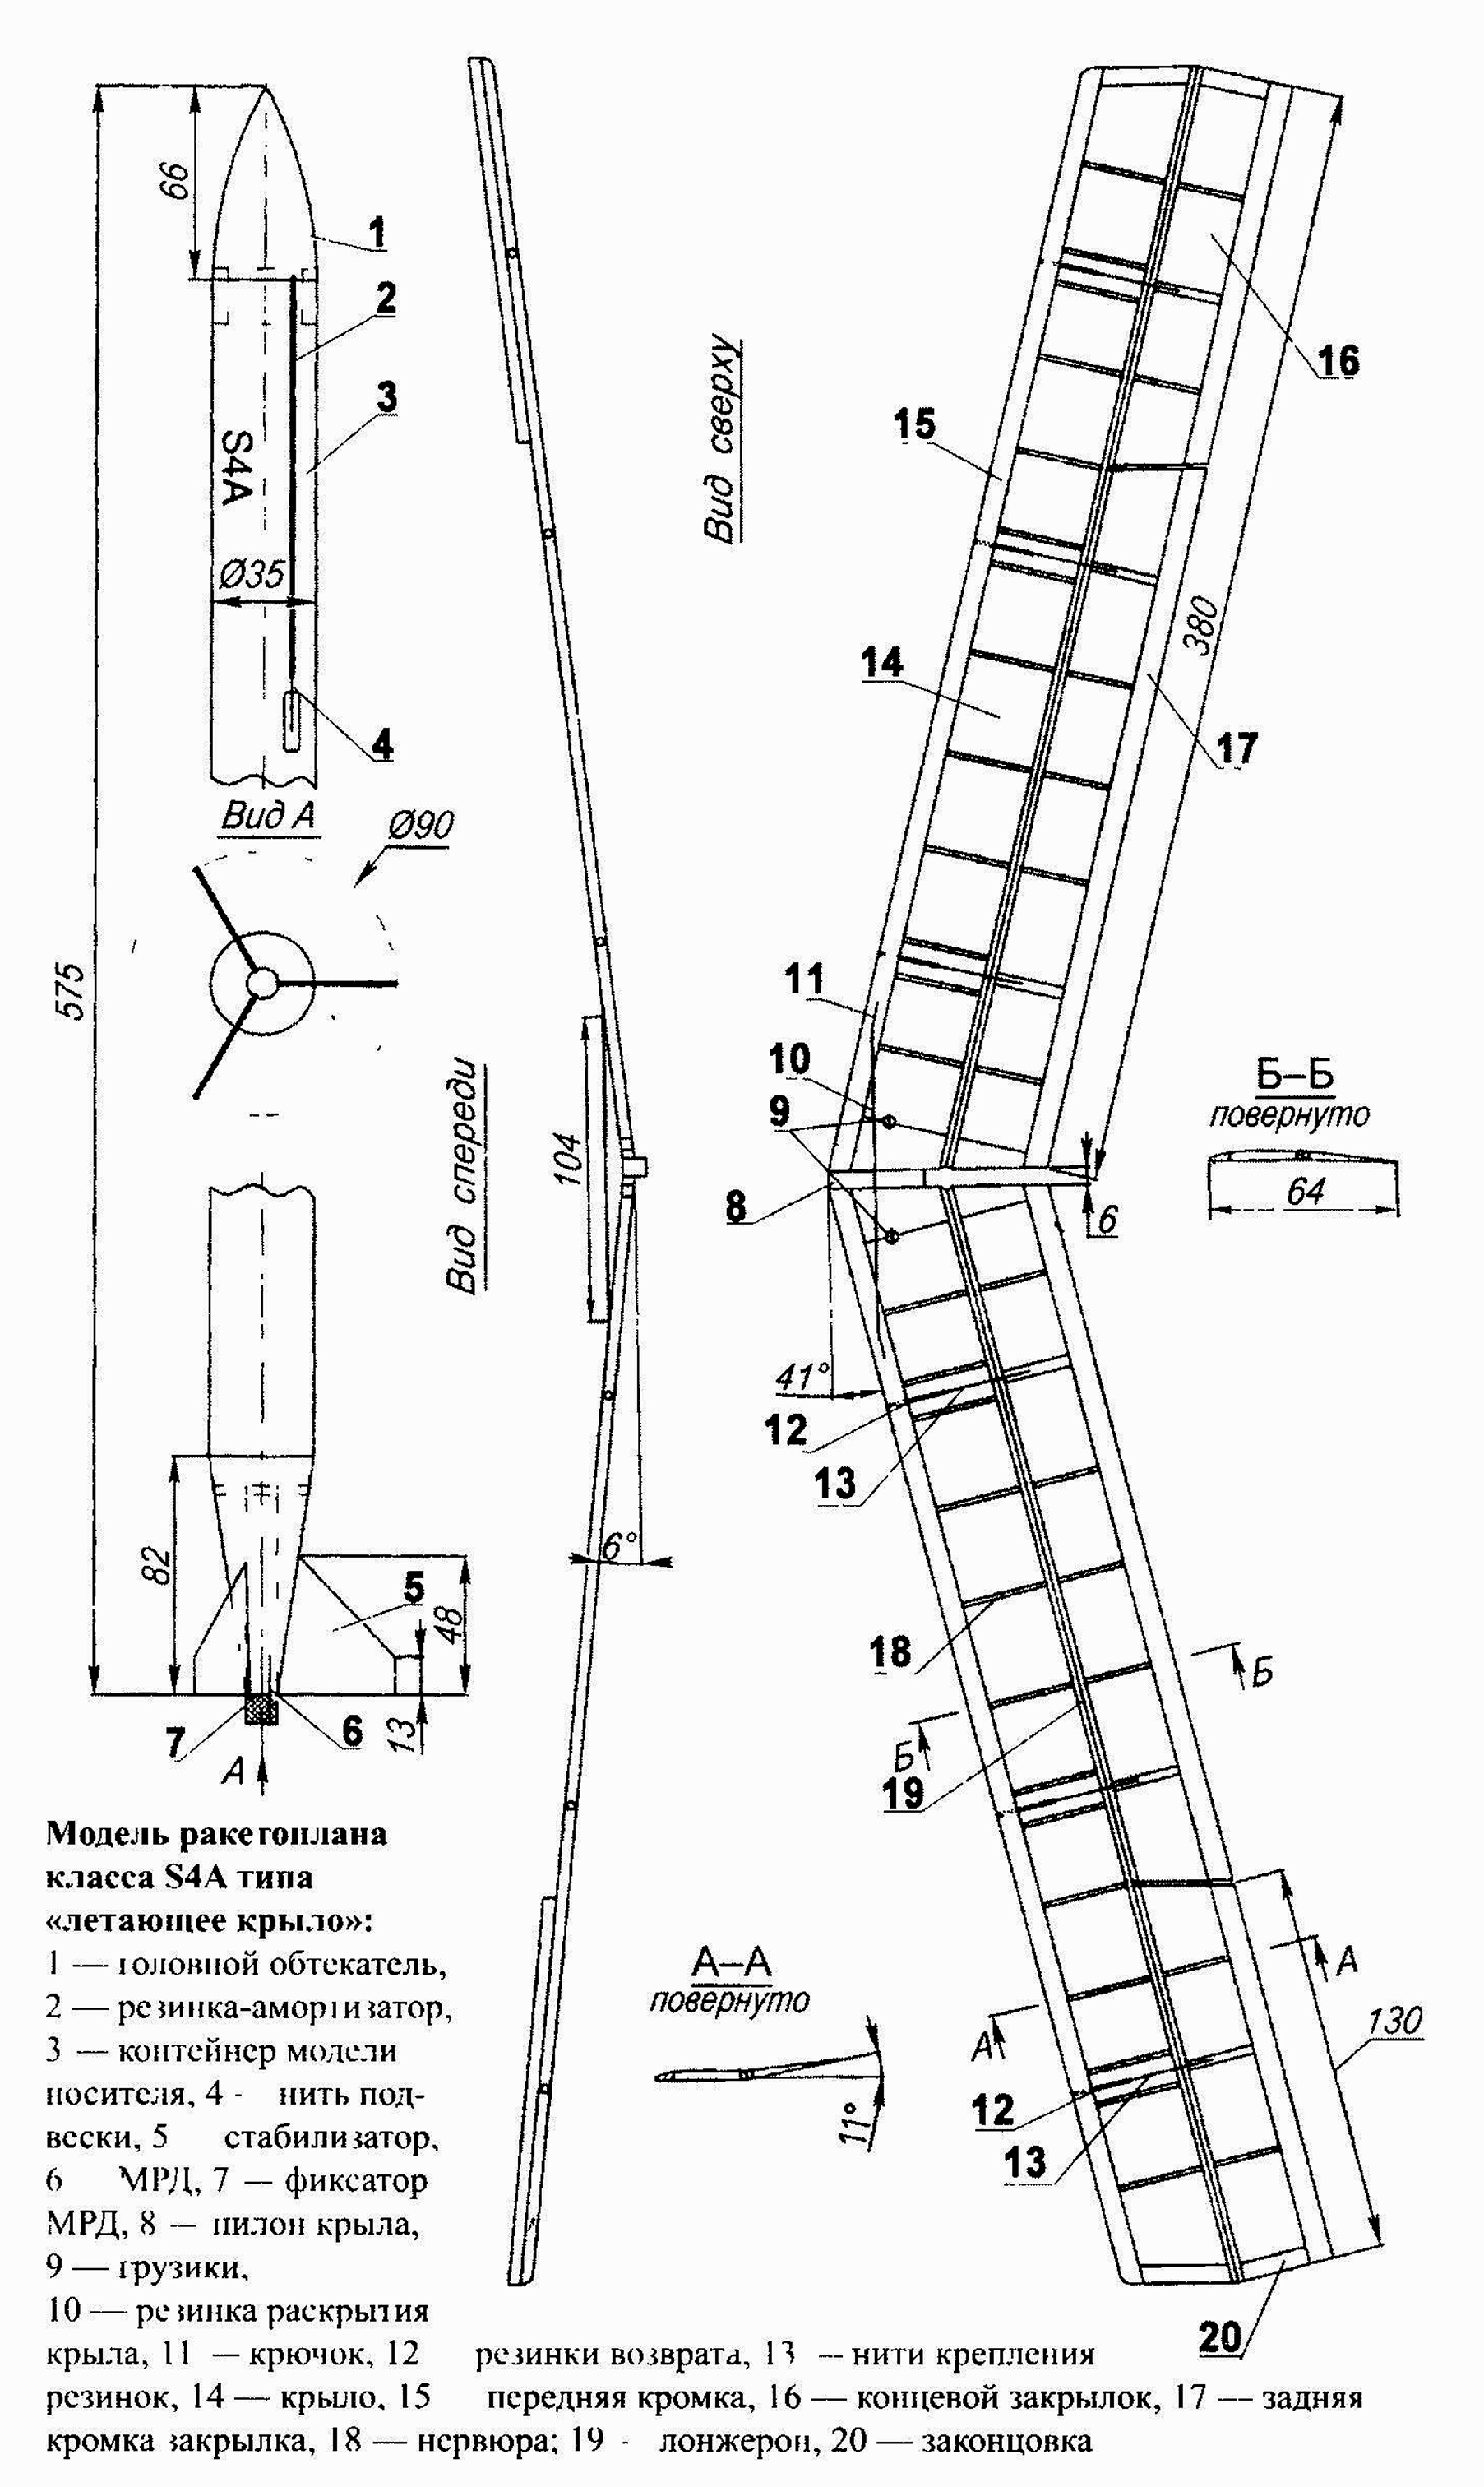 66
1
2
3
S4A
Ø35
4
Вид А
Ø90
575
82
5
48
7
6
13
А
Вид спереди
104
6°
Вид сверху
16
15
14
380
17
11
10
9
8
6
Б–Б
повернуто
64
41°
12
13
18
Б
Б
19
А–А
повернуто
11°
А
А
130
12
13
20
Модель ракетоплана
класса S4A типа
«летающее крыло»:
1 — головной обтекатель,
2 — резинка-амортизатор,
3 — контейнер модели
носителя, 4 - нить под-
вески, 5 стабилизатор,
6 МРД, 7 — фиксатор
МРД, 8 — пилон крыла,
9 — грузики,
10 — резинка раскрытия
крыла, 11 — крючок, 12 резинки возврата, 13 — нити крепления
резинок, 14 — крыло, 15 передняя кромка, 16 — концевой закрылок, 17 — задняя
кромка закрылка, 18 — нервюра; 19 - лонжерон, 20 — законцовка